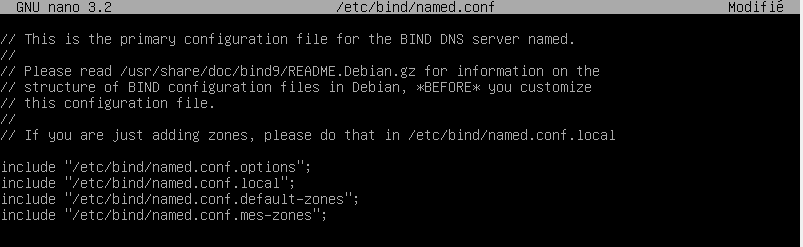 GNU nano 3.2 /etc/bind/named.conf Modifié
// This is the primary configuration file for the BIND DNS server named.
//
// Please read /usr/share/doc/bind9/README.Debian.gz for information on the
// structure of BIND configuration files in Debian, *BEFORE* you customize
// this configuration file.
//
// If you are just adding zones, please do that in /etc/bind/named.conf.local
include "/etc/bind/named.conf.options";
include "/etc/bind/named.conf.local";
include "/etc/bind/named.conf.default-zones";
include "/etc/bind/named.conf.mes-zones";